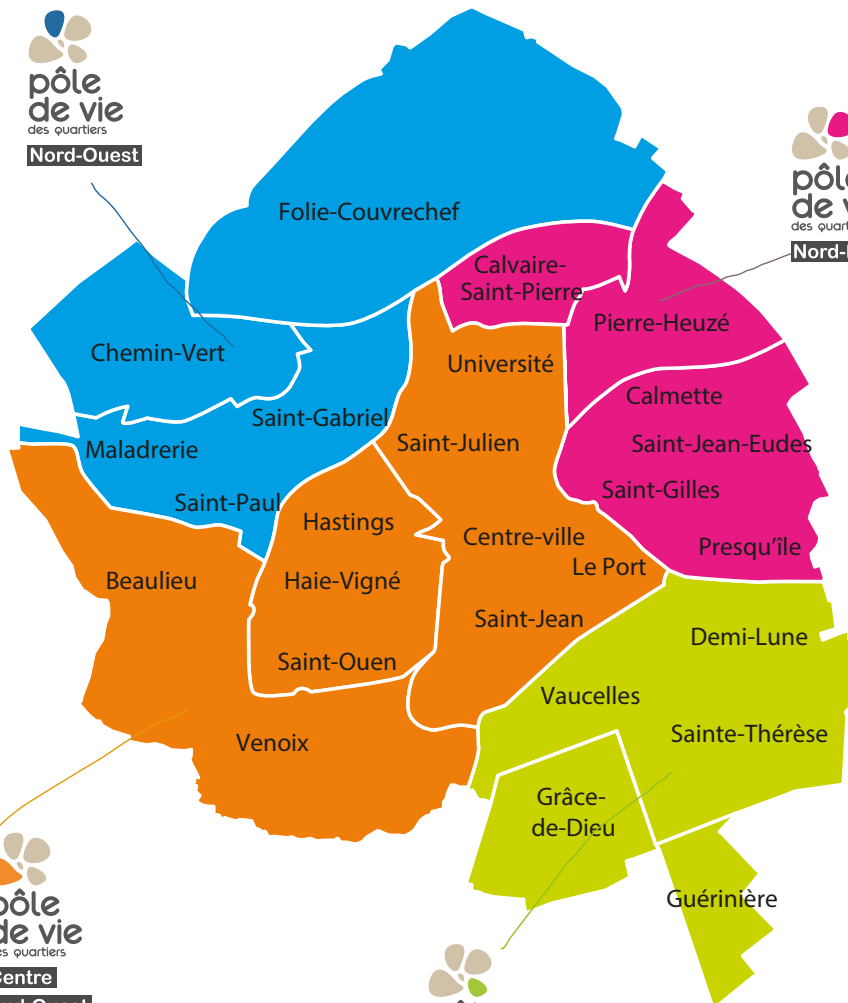 pôle
de vie
des quartiers
Nord-Ouest
Folie-Couvrechef
Calvaire-
Saint-Pierre
Pierre-Heuzé
Chemin-Vert
Université
Calmette
Saint-Gabriel
Saint-Julien
Saint-Jean-Eudes
Maladrerie
Saint-Gilles
Saint-Paul
Hastings
Centre-ville
Presqu'île
Le Port
Beaulieu
Haie-Vigné
Saint-Jean
Demi-Lune
Saint-Ouen
Vaucelles
Sainte-Thérèse
Venoix
Grâce-
de-Dieu
Guérinière
pôle
de vie
des quartiers
Centre